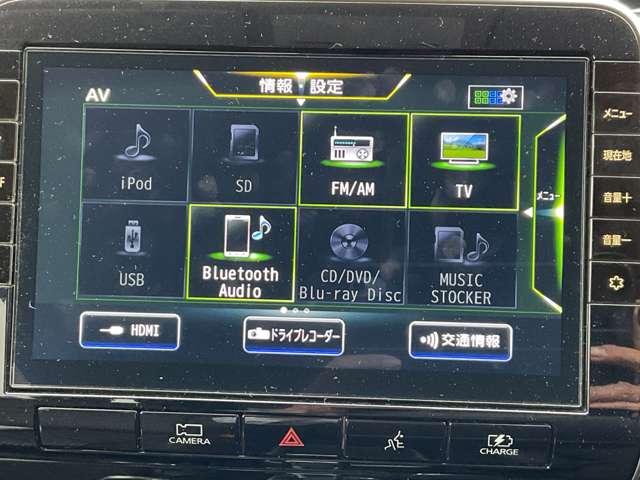 情報・設定
AV
iPod
SD
FM/AM
TV
メニュー
USB
Bluetooth
Audio
CD/DVD/
Blu-ray Disc
MUSIC
STOCKER
HDMI
ドライブレコーダー
交通情報
メニュー
現在地
音量+
音量-
CAMERA
CHARGE